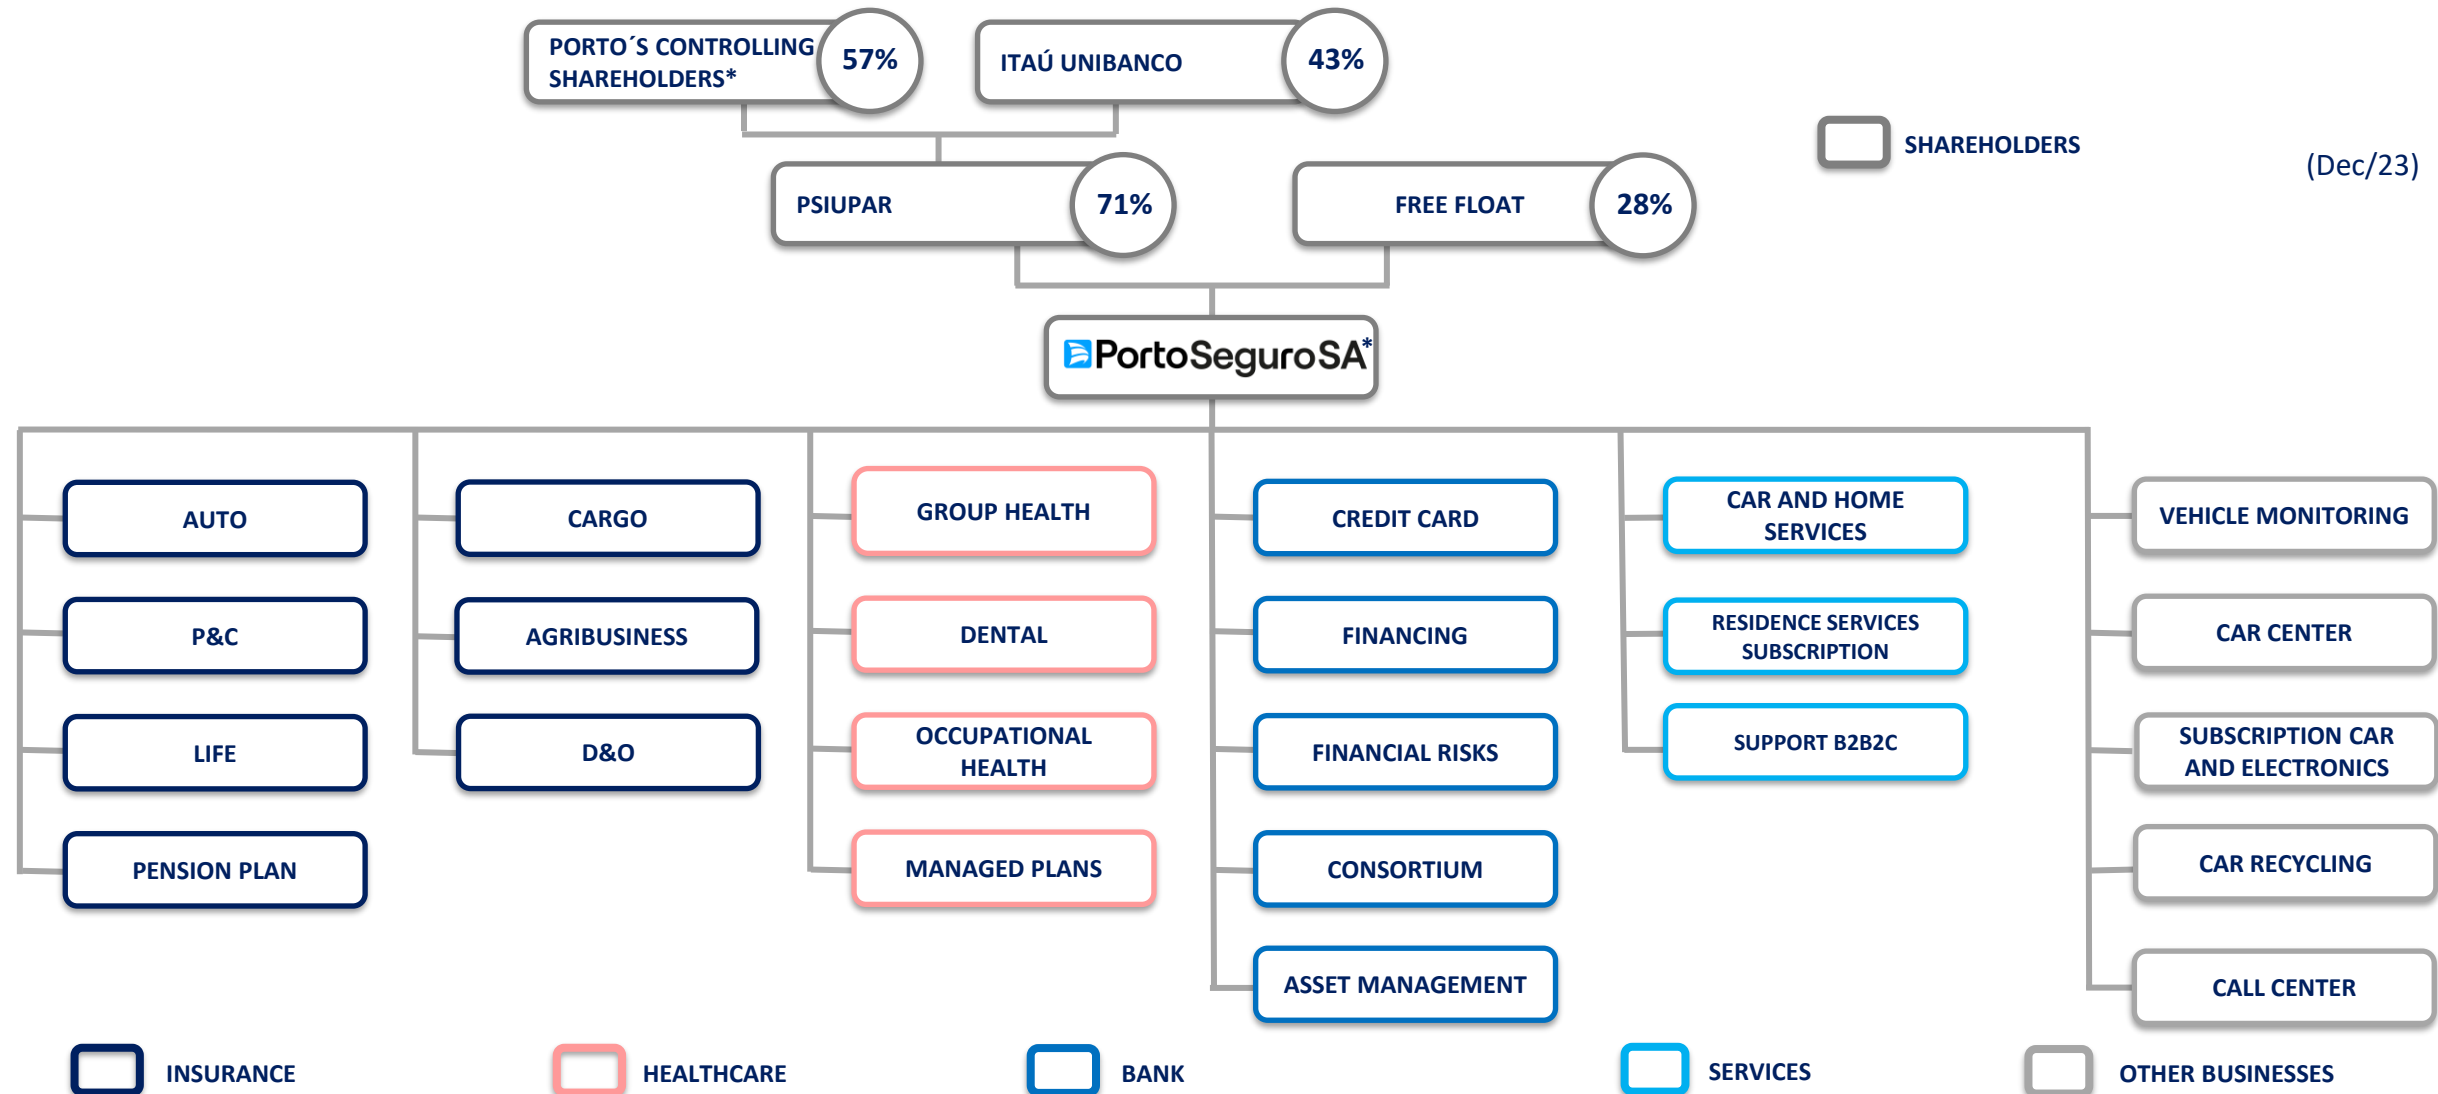 PORTO´S CONTROLLING
SHAREHOLDERS*
57%
ITAÚ UNIBANCO
43%
SHAREHOLDERS
(Dec/23)
PSIUPAR
71%
FREE FLOAT
28%
PortoSeguroSA*
AUTO
P&C
LIFE
PENSION PLAN
CARGO
AGRIBUSINESS
D&O
GROUP HEALTH
DENTAL
OCCUPATIONAL
HEALTH
MANAGED PLANS
CREDIT CARD
FINANCING
FINANCIAL RISKS
CONSORTIUM
ASSET MANAGEMENT
CAR AND HOME
SERVICES
RESIDENCE SERVICES
SUBSCRIPTION
SUPPORT B2B2C
VEHICLE MONITORING
CAR CENTER
SUBSCRIPTION CAR
AND ELECTRONICS
CAR RECYCLING
CALL CENTER
INSURANCE
HEALTHCARE
BANK
SERVICES
OTHER BUSINESSES